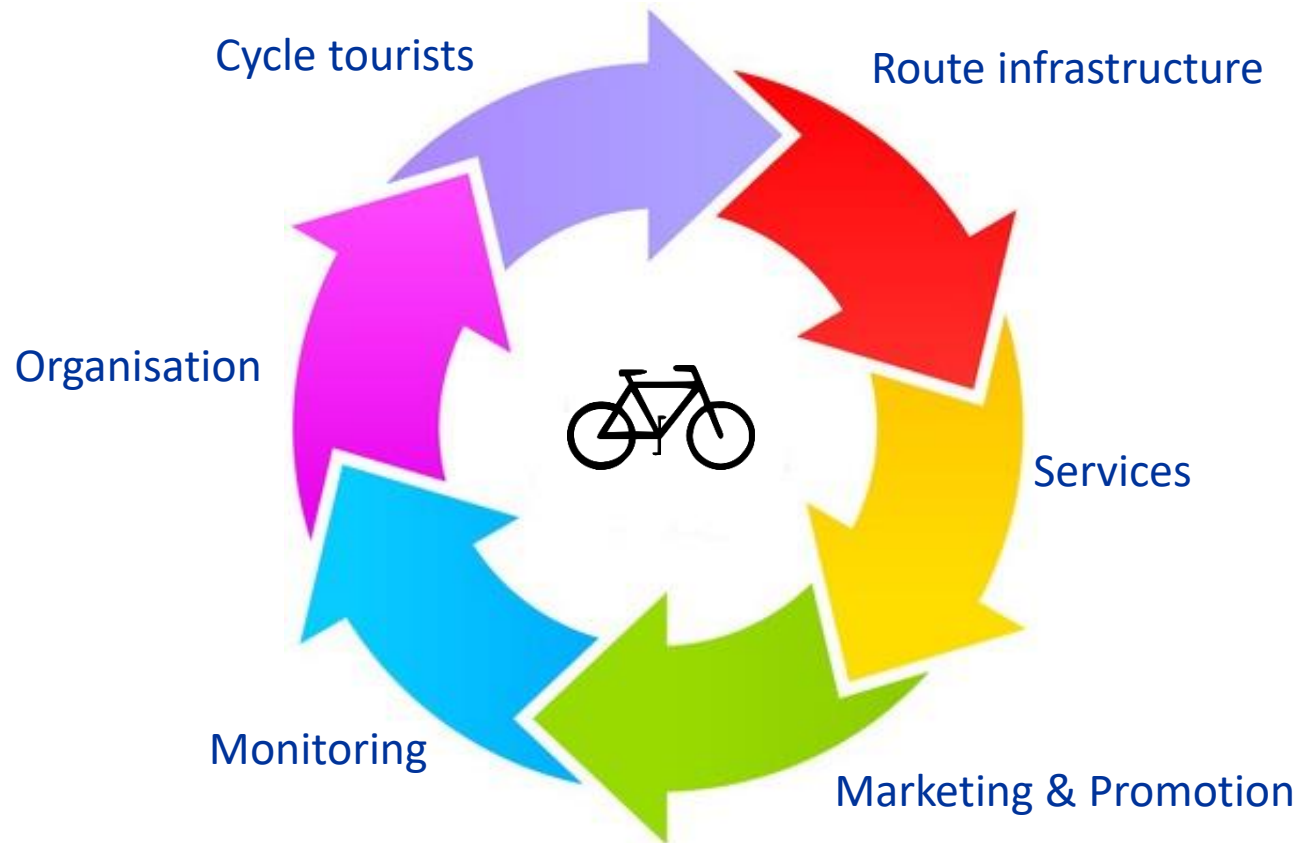 Cycle tourists
Route infrastructure
Services
Marketing & Promotion
Monitoring
Organisation